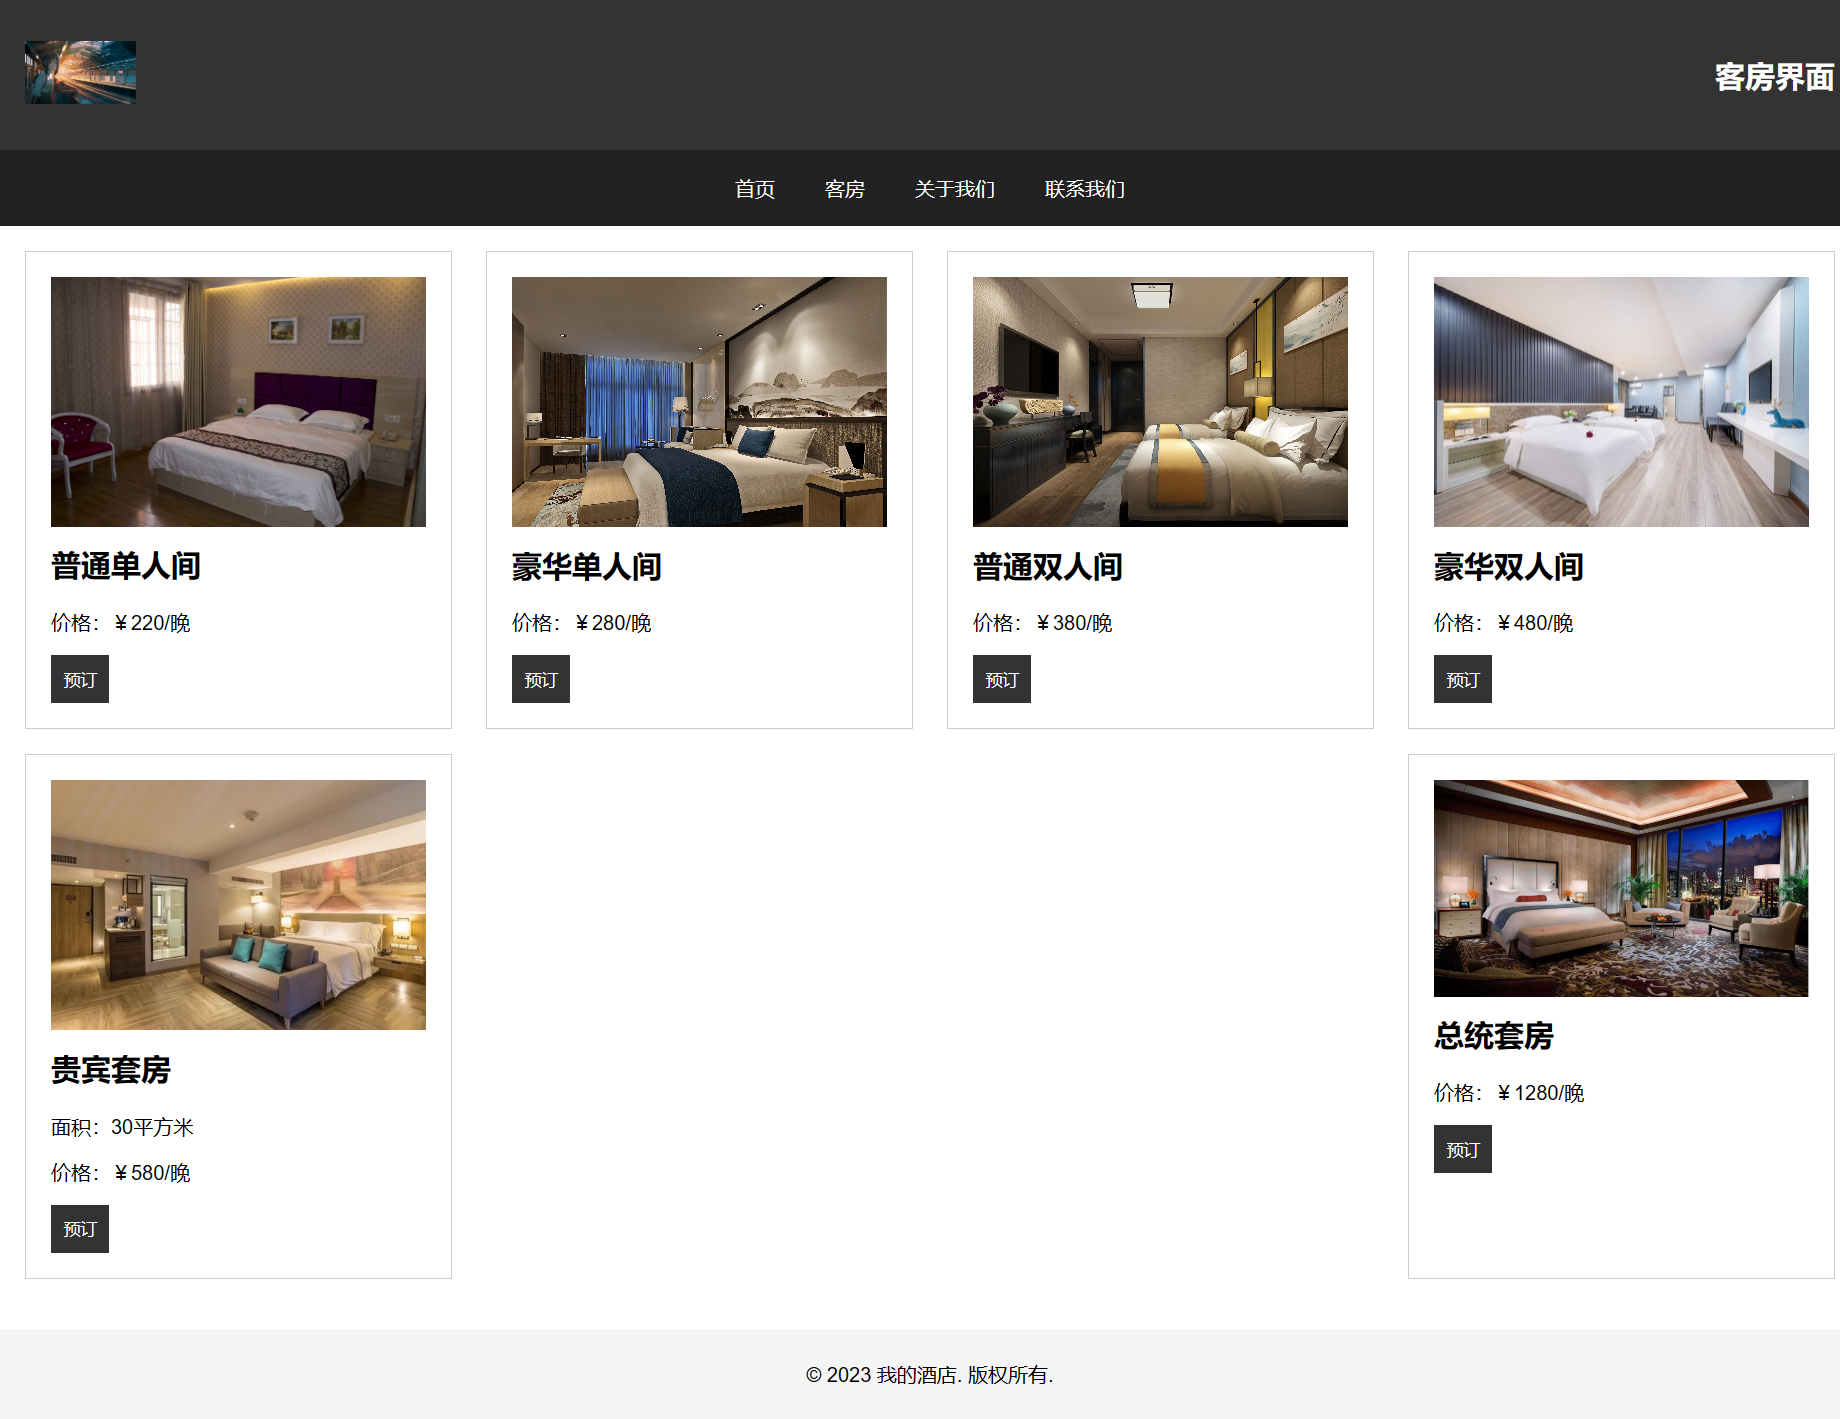 客房界面
首页 客房 关于我们 联系我们
普通单人间
价格：￥220/晚
预订
豪华单人间
价格：￥280/晚
预订
普通双人间
价格：￥380/晚
预订
豪华双人间
价格：￥480/晚
预订
贵宾套房
面积：30平方米
价格：￥580/晚
预订
总统套房
价格：￥1280/晚
预订
© 2023 我的酒店. 版权所有.